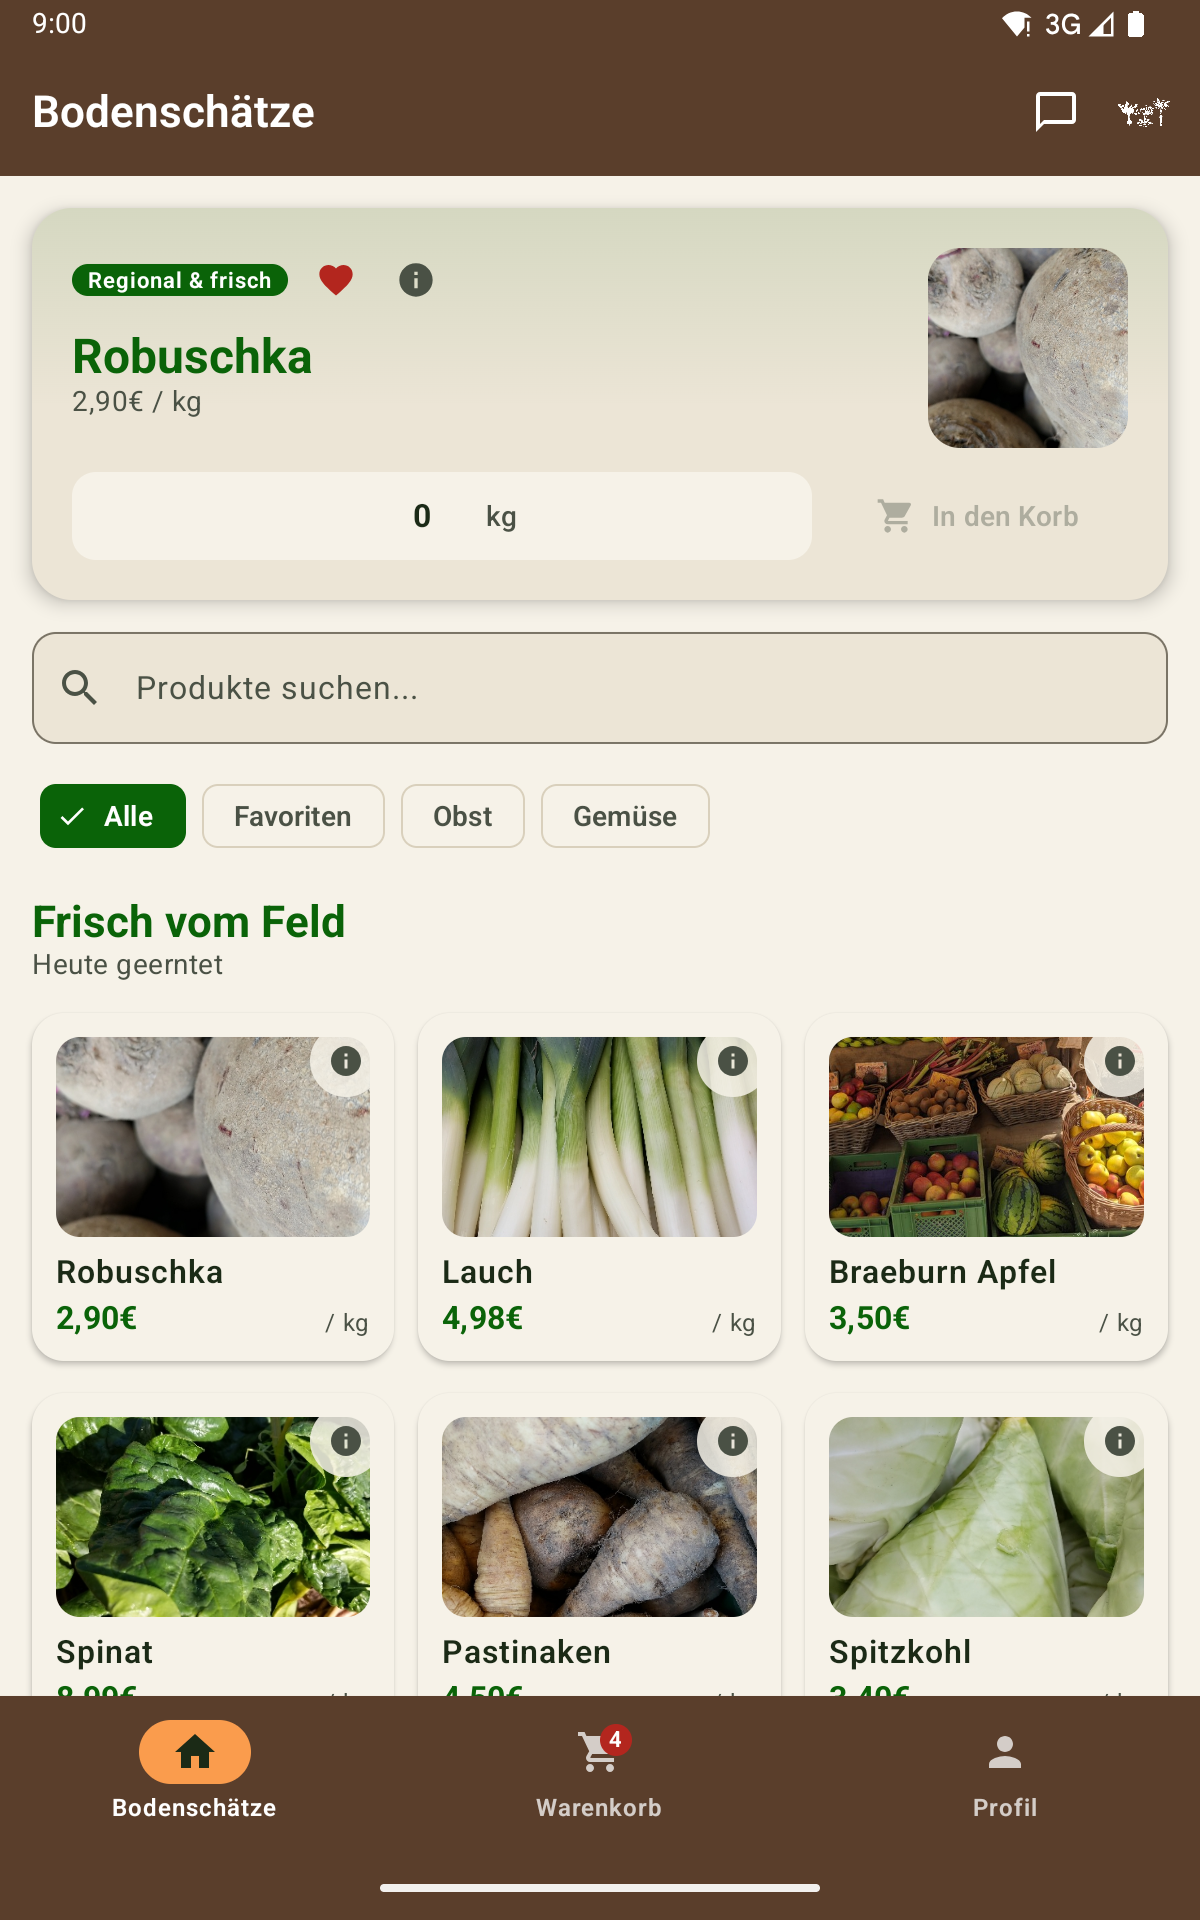 9:00
3G
Bodenschätze
Regional & frisch
Robuschka
2,90€ / kg
0 kg
In den Korb
Produkte suchen...
Alle
Favoriten
Obst
Gemüse
Frisch vom Feld
Heute geerntet
Robuschka
2,90€ / kg
Lauch
4,98€ / kg
Braeburn Apfel
3,50€ / kg
Spinat
Pastinaken
Spitzkohl
4
Bodenschätze
Warenkorb
Profil